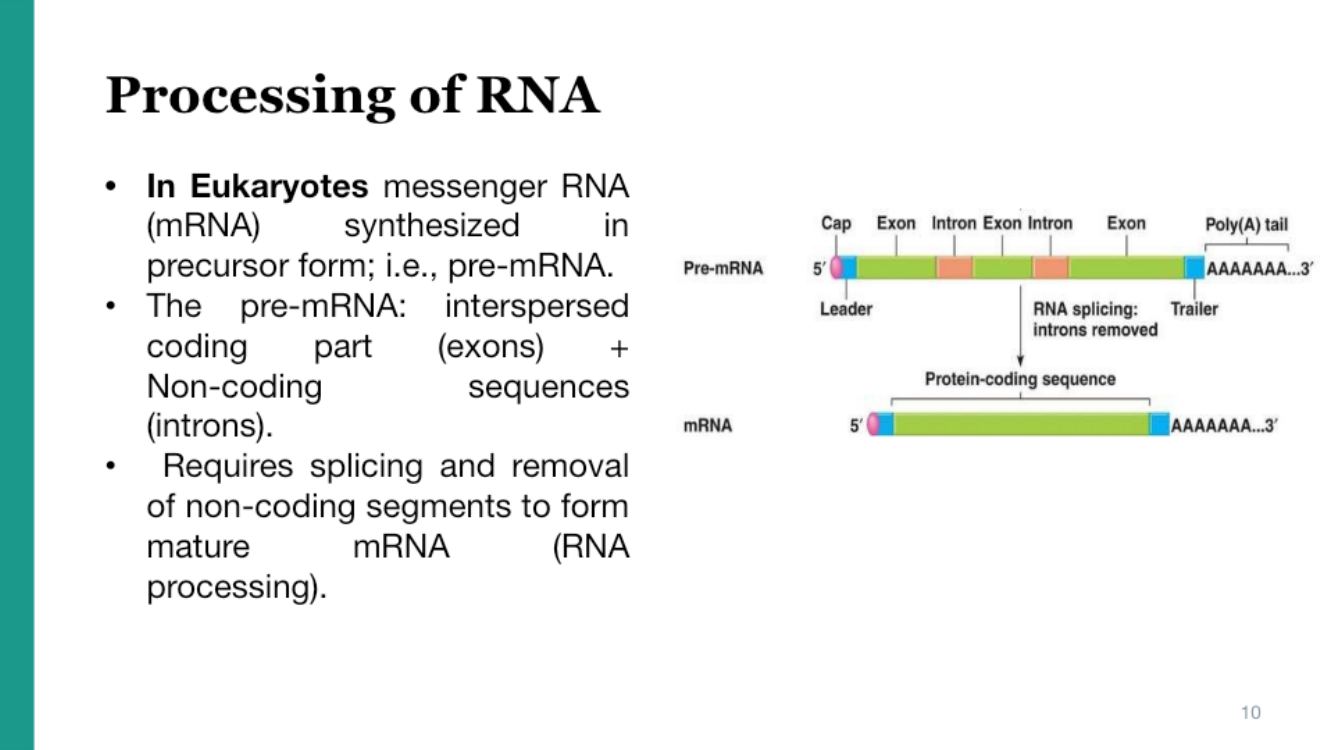 Processing of RNA
• In Eukaryotes messenger RNA
(mRNA) synthesized in
precursor form; i.e., pre-mRNA.
• The pre-mRNA: interspersed
coding part (exons) +
Non-coding sequences
(introns).
• Requires splicing and removal
of non-coding segments to form
mature mRNA (RNA
processing).
Cap Exon Intron Exon Intron Exon Poly(A) tail
Pre-mRNA 5′ AAAAAAA...3′
Leader RNA splicing: Trailer
introns removed
Protein-coding sequence
mRNA 5′ AAAAAAA...3′
10